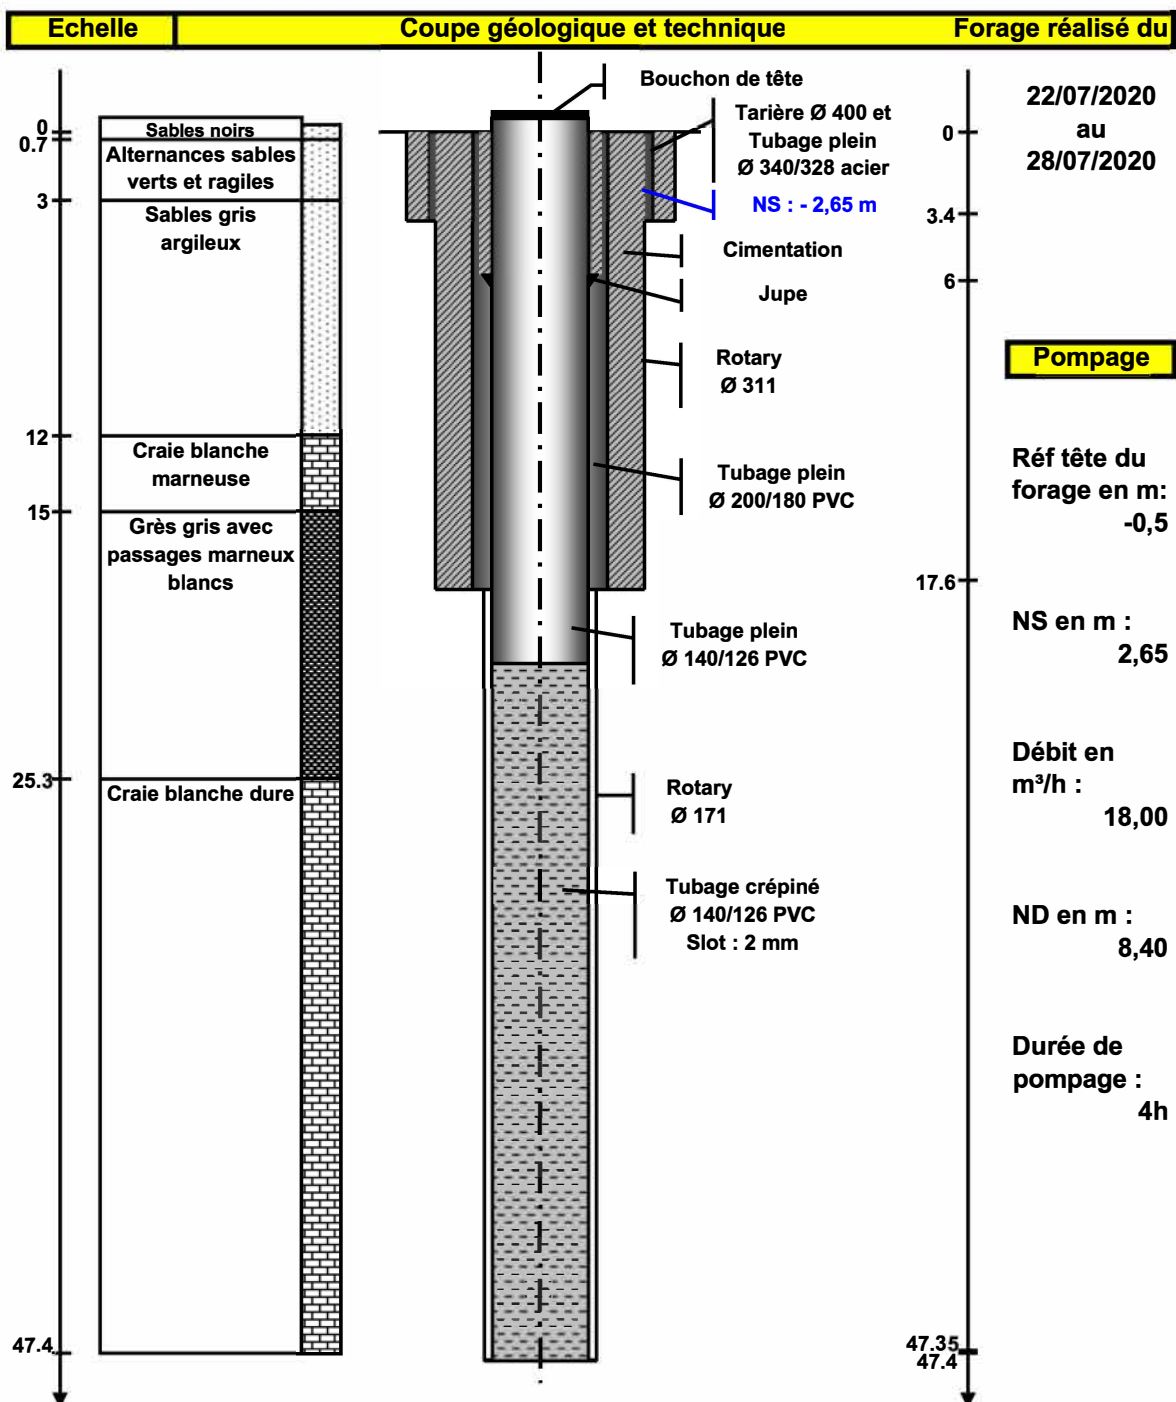 Echelle
Coupe géologique et technique
Forage réalisé du
22/07/2020
au
28/07/2020
Bouchon de tête
Tarière Ø 400 et
Tubage plein
Ø 340/328 acier
NS : - 2,65 m
Cimentation
Jupe
Rotary
Ø 311
Tubage plein
Ø 200/180 PVC
Tubage plein
Ø 140/126 PVC
Rotary
Ø 171
Tubage crépiné
Ø 140/126 PVC
Slot : 2 mm
0
0.7
3
12
15
25.3
47.4
Sables noirs
Alternances sables
verts et ragiles
Sables gris
argileux
Craie blanche
marneuse
Grès gris avec
passages marneux
blancs
Craie blanche dure
0
3.4
6
17.6
47.35
47.4
Pompage
Réf tête du
forage en m:
-0,5
NS en m :
2,65
Débit en
m³/h :
18,00
ND en m :
8,40
Durée de
pompage :
4h